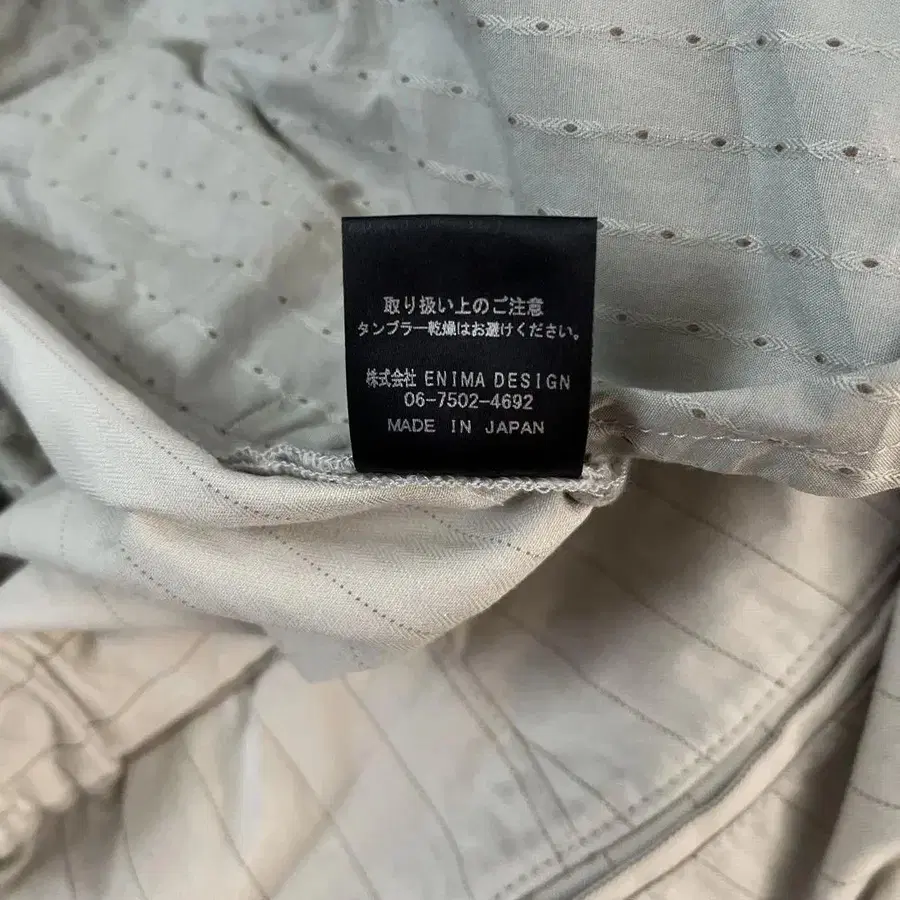 取り扱い上のご注意
タンブラー乾燥はお避けください。
株式会社 ENIMA DESIGN
06-7502-4692
MADE IN JAPAN